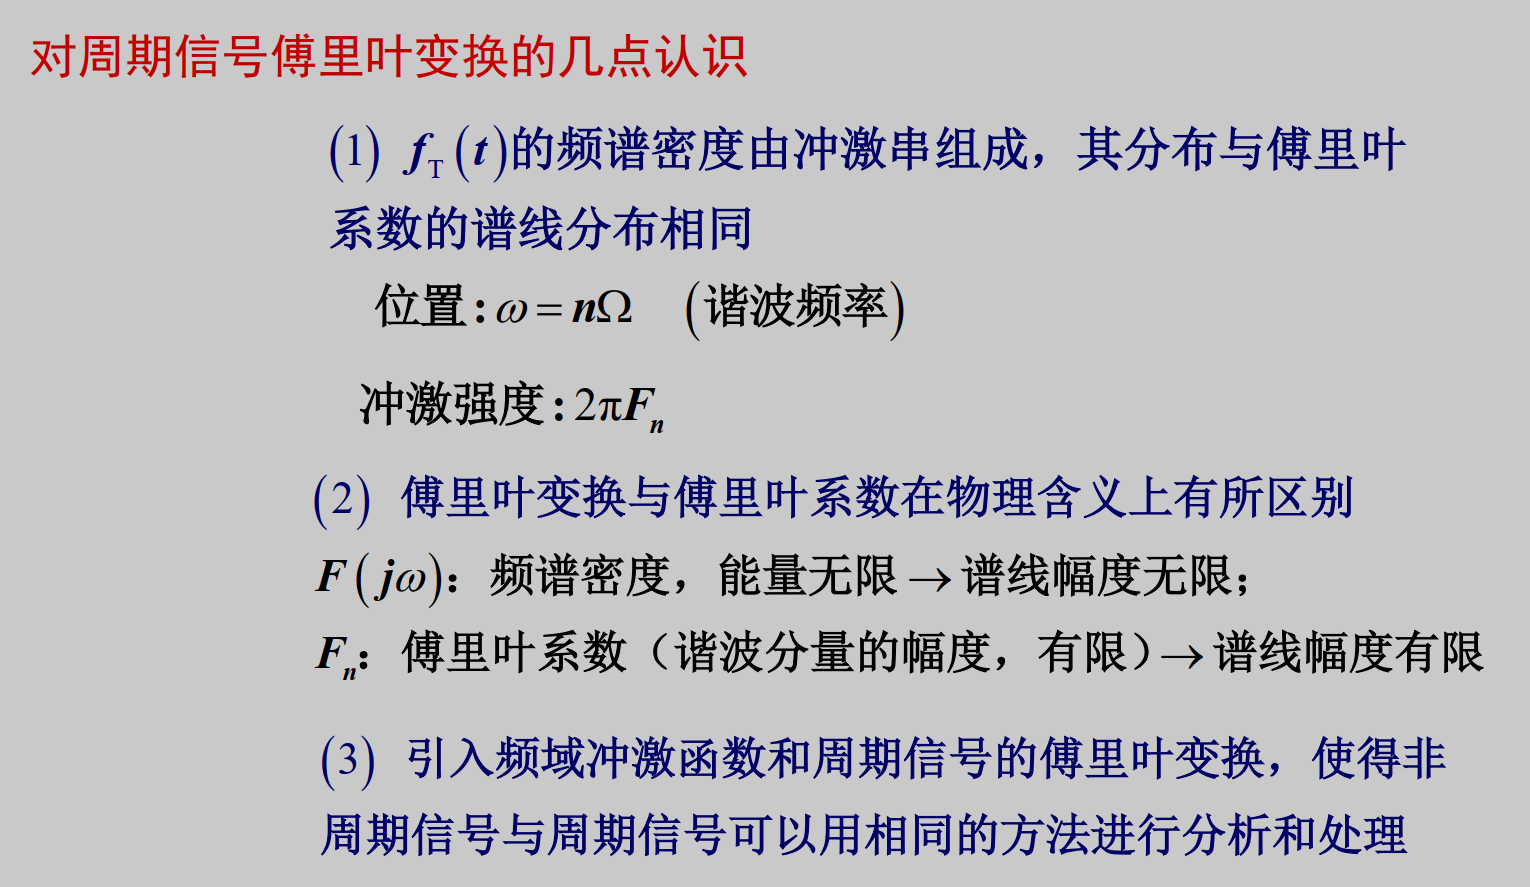 对周期信号傅里叶变换的几点认识
(1) f_T(t)的频谱密度由冲激串组成，其分布与傅里叶
系数的谱线分布相同
位置:ω=nΩ (谐波频率)
冲激强度:2πF_n
(2) 傅里叶变换与傅里叶系数在物理含义上有所区别
F(jω)：频谱密度，能量无限→谱线幅度无限；
F_n：傅里叶系数（谐波分量的幅度，有限）→谱线幅度有限
(3) 引入频域冲激函数和周期信号的傅里叶变换，使得非
周期信号与周期信号可以用相同的方法进行分析和处理